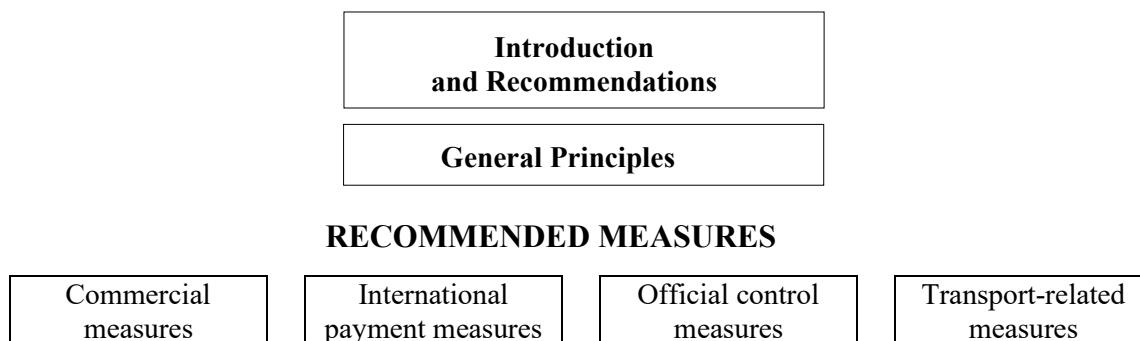 Introduction
and Recommendations
General Principles
RECOMMENDED MEASURES
Commercial
measures
International
payment measures
Official control
measures
Transport-related
measures